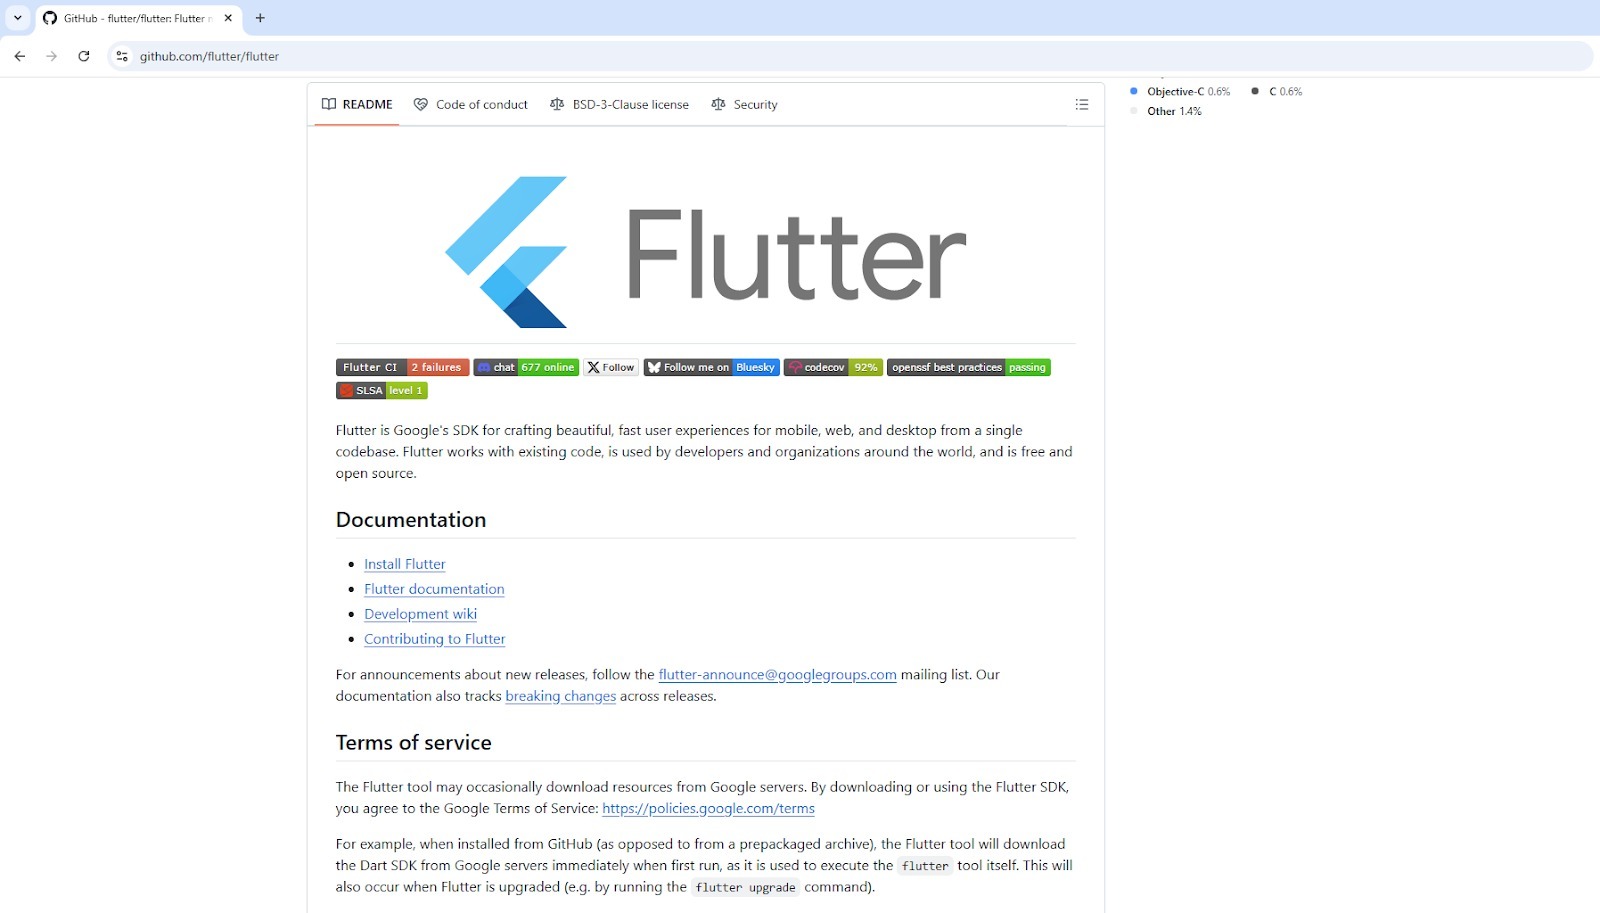 GitHub - flutter/flutter: Flutter
github.com/flutter/flutter
README Code of conduct BSD-3-Clause license Security
Objective-C 0.6% C 0.6%
Other 1.4%
Flutter
Flutter CI 2 failures chat 677 online Follow Follow me on Bluesky codecov 92% openssf best practices passing
SLSA level 1
Flutter is Google's SDK for crafting beautiful, fast user experiences for mobile, web, and desktop from a single
codebase. Flutter works with existing code, is used by developers and organizations around the world, and is free and
open source.
Documentation
Install Flutter
Flutter documentation
Development wiki
Contributing to Flutter
For announcements about new releases, follow the flutter-announce@googlegroups.com mailing list. Our
documentation also tracks breaking changes across releases.
Terms of service
The Flutter tool may occasionally download resources from Google servers. By downloading or using the Flutter SDK,
you agree to the Google Terms of Service: https://policies.google.com/terms
For example, when installed from GitHub (as opposed to from a prepackaged archive), the Flutter tool will download
the Dart SDK from Google servers immediately when first run, as it is used to execute the flutter tool itself. This will
also occur when Flutter is upgraded (e.g. by running the flutter upgrade command).